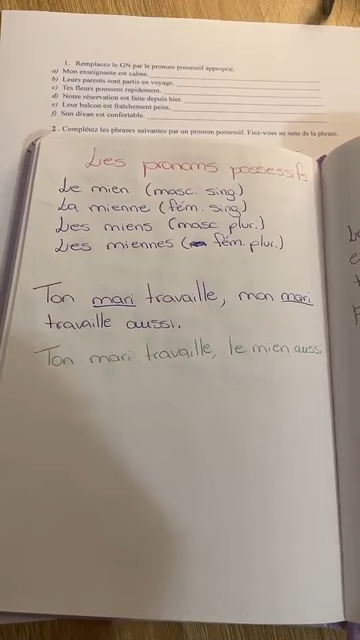 1. Remplacez le GN par le pronom possessif approprié.
a) Mon enseignante est calme.
b) Leurs parents sont partis en voyage.
c) Tes fleurs poussent rapidement.
d) Notre réservation est faite depuis hier.
e) Leur balcon est fraîchement peint.
f) Son divan est confortable.
2. Complétez les phrases suivantes par un pronom possessif. Fiez-vous au sens de la phrase.
Les pronoms possessifs
Le mien (masc. sing)
La mienne (fém. sing)
Les miens (masc plur.)
Les miennes (fém. plur.)
Ton mari travaille, mon mari
travaille aussi.
Ton mari travaille, le mien aussi